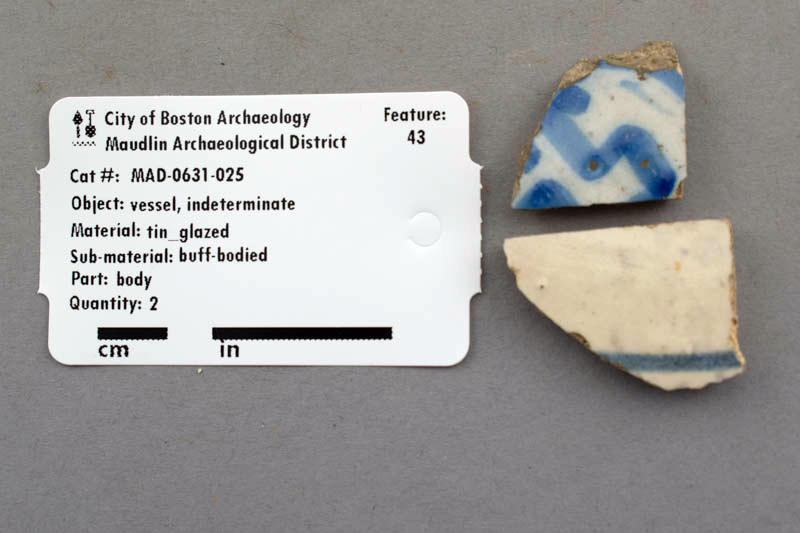 City of Boston Archaeology
Maudlin Archaeological District
Feature:
43
Cat #: MAD-0631-025
Object: vessel, indeterminate
Material: tin_glazed
Sub-material: buff-bodied
Part: body
Quantity: 2
cm in